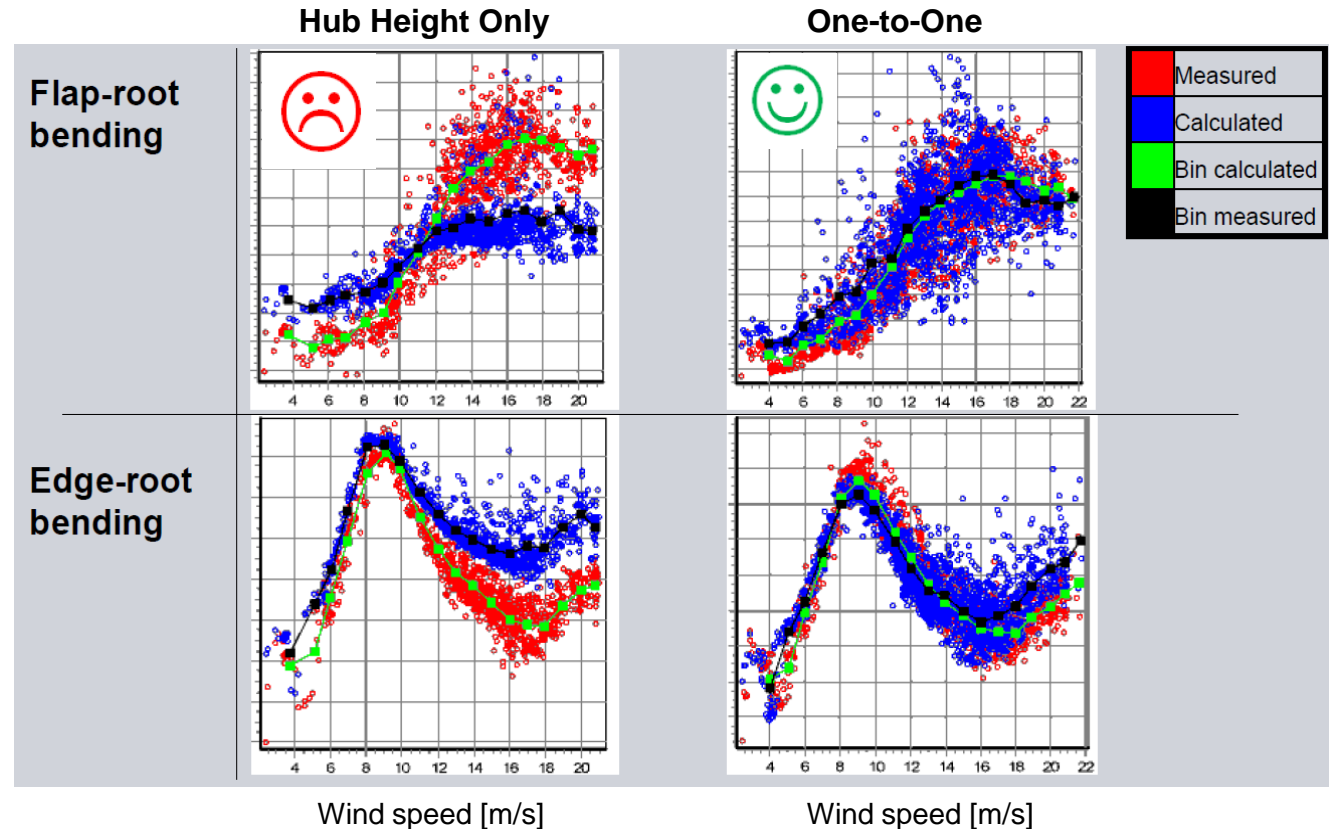 Hub Height Only
One-to-One
Flap-root
bending
Measured
Calculated
Bin calculated
Bin measured
4 6 8 10 12 14 16 18 20
4 6 8 10 12 14 16 18 20 22
Edge-root
bending
4 6 8 10 12 14 16 18 20
4 6 8 10 12 14 16 18 20 22
Wind speed [m/s]
Wind speed [m/s]